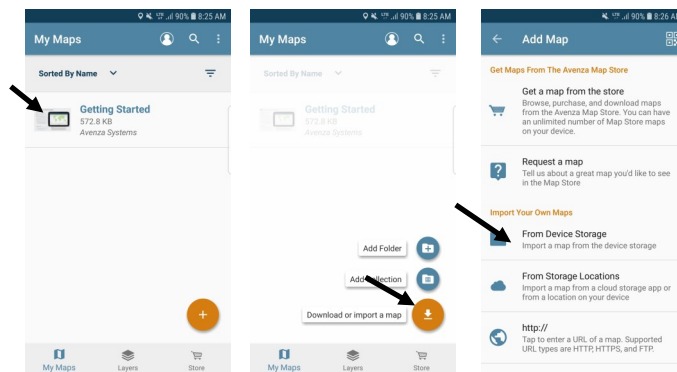 LTE 90% 8:25 AM
My Maps
Sorted By Name
Getting Started
572.8 KB
Avenza Systems
+
My Maps Layers Store
LTE 90% 8:25 AM
My Maps
Sorted By Name
Getting Started
572.8 KB
Avenza Systems
Add Folder
Add Collection
Download or import a map
My Maps Layers Store
LTE 90% 8:26 A
Add Map
Get Maps From The Avenza Map Store
Get a map from the store
Browse, purchase, and download maps
from the Avenza Map Store. You can have
an unlimited number of Map Store maps
on your device.
?
Request a map
Tell us about a great map you'd like to see
in the Map Store
Import Your Own Maps
From Device Storage
Import a map from the device storage
From Storage Locations
Import a map from a cloud storage app or
from a location on your device
http://
Tap to enter a URL of a map. Supported
URL types are HTTP, HTTPS, and FTP.